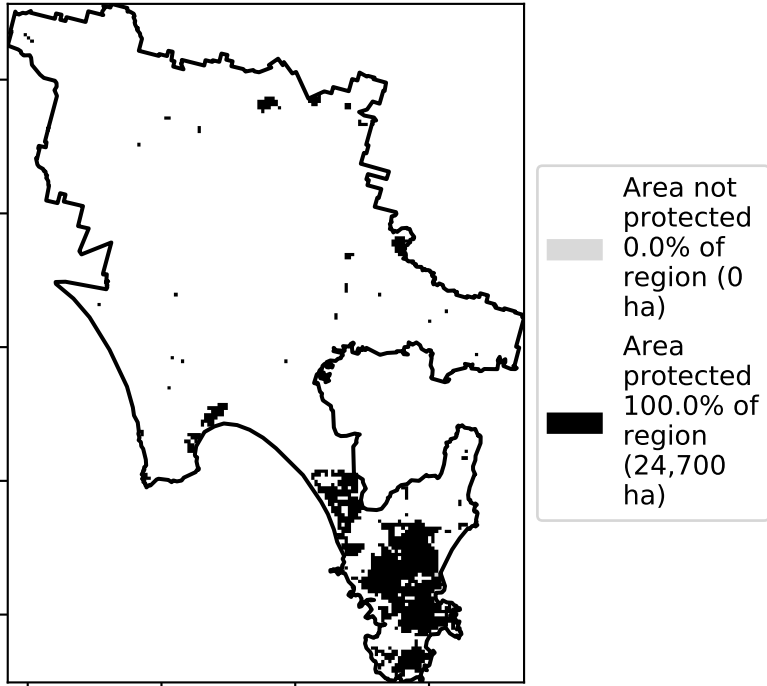 Area not
protected
0.0% of
region (0
ha)
Area
protected
100.0% of
region
(24,700
ha)